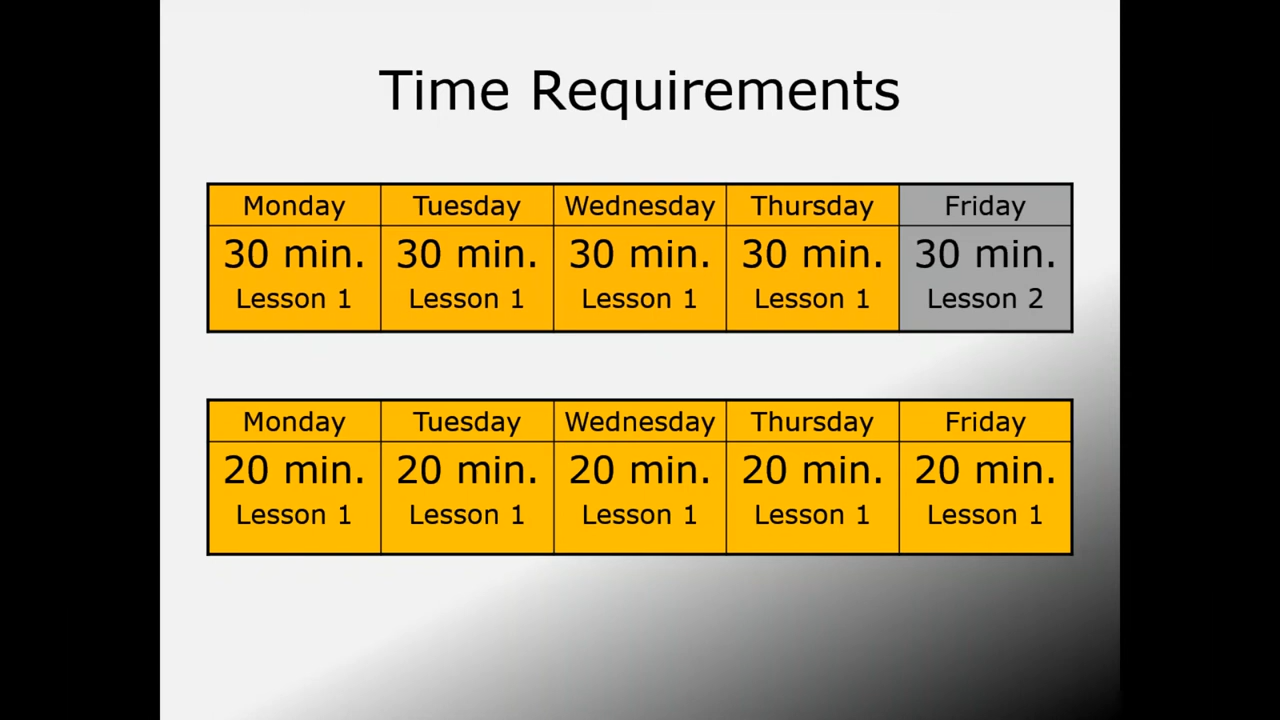 Time Requirements
Monday Tuesday Wednesday Thursday Friday
30 min. 30 min. 30 min. 30 min. 30 min.
Lesson 1 Lesson 1 Lesson 1 Lesson 1 Lesson 2
Monday Tuesday Wednesday Thursday Friday
20 min. 20 min. 20 min. 20 min. 20 min.
Lesson 1 Lesson 1 Lesson 1 Lesson 1 Lesson 1